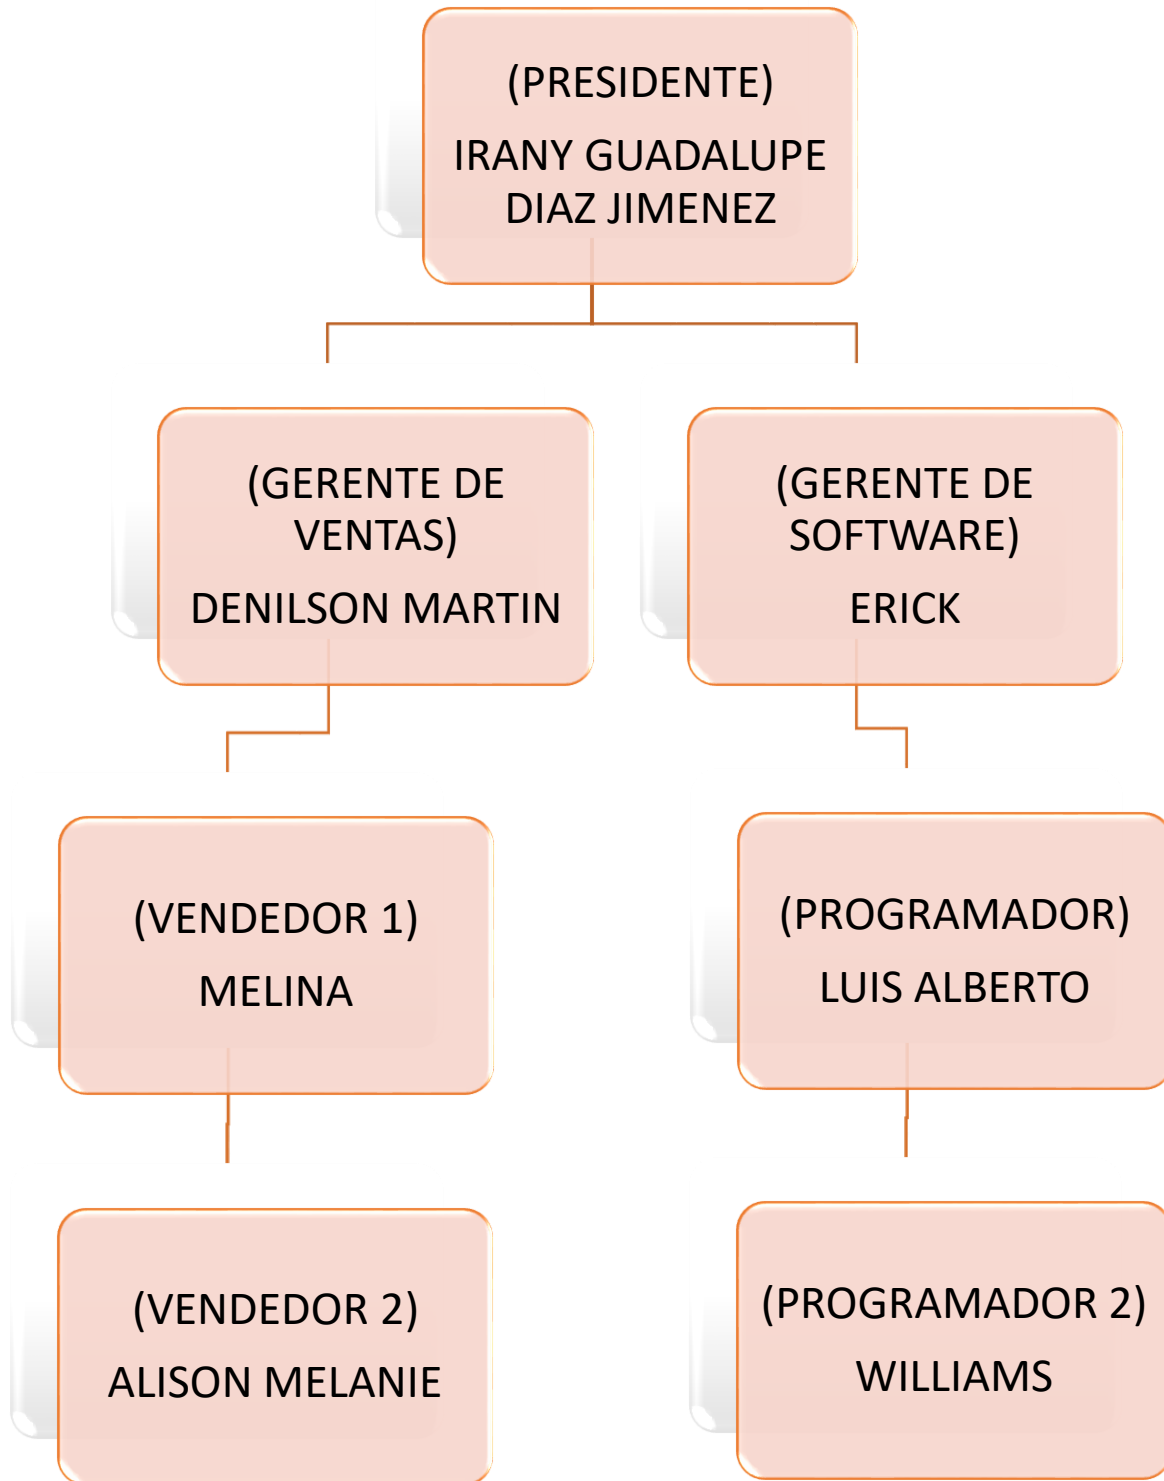 (PRESIDENTE)
IRANY GUADALUPE
DIAZ JIMENEZ
(GERENTE DE
VENTAS)
DENILSON MARTIN
(GERENTE DE
SOFTWARE)
ERICK
(VENDEDOR 1)
MELINA
(PROGRAMADOR)
LUIS ALBERTO
(VENDEDOR 2)
ALISON MELANIE
(PROGRAMADOR 2)
WILLIAMS